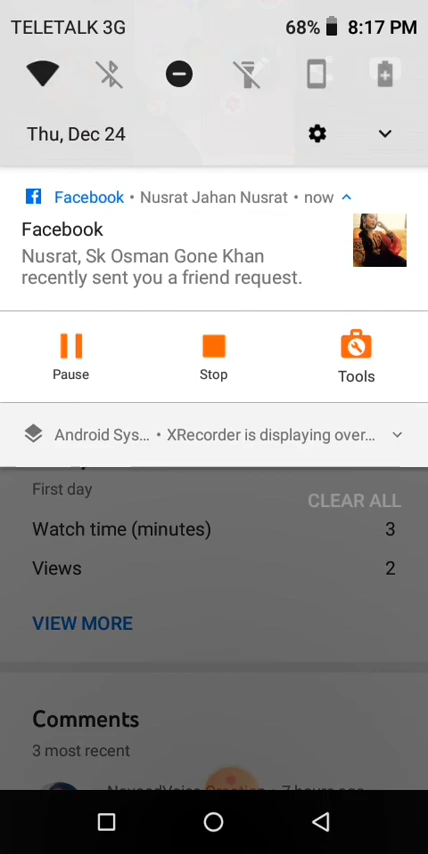 TELETALK 3G 68% 8:17 PM
Thu, Dec 24
Facebook • Nusrat Jahan Nusrat • now
Facebook
Nusrat, Sk Osman Gone Khan
recently sent you a friend request.
Pause Stop Tools
Android Sys... • XRecorder is displaying over...
First day
CLEAR ALL
Watch time (minutes) 3
Views 2
VIEW MORE
Comments
3 most recent